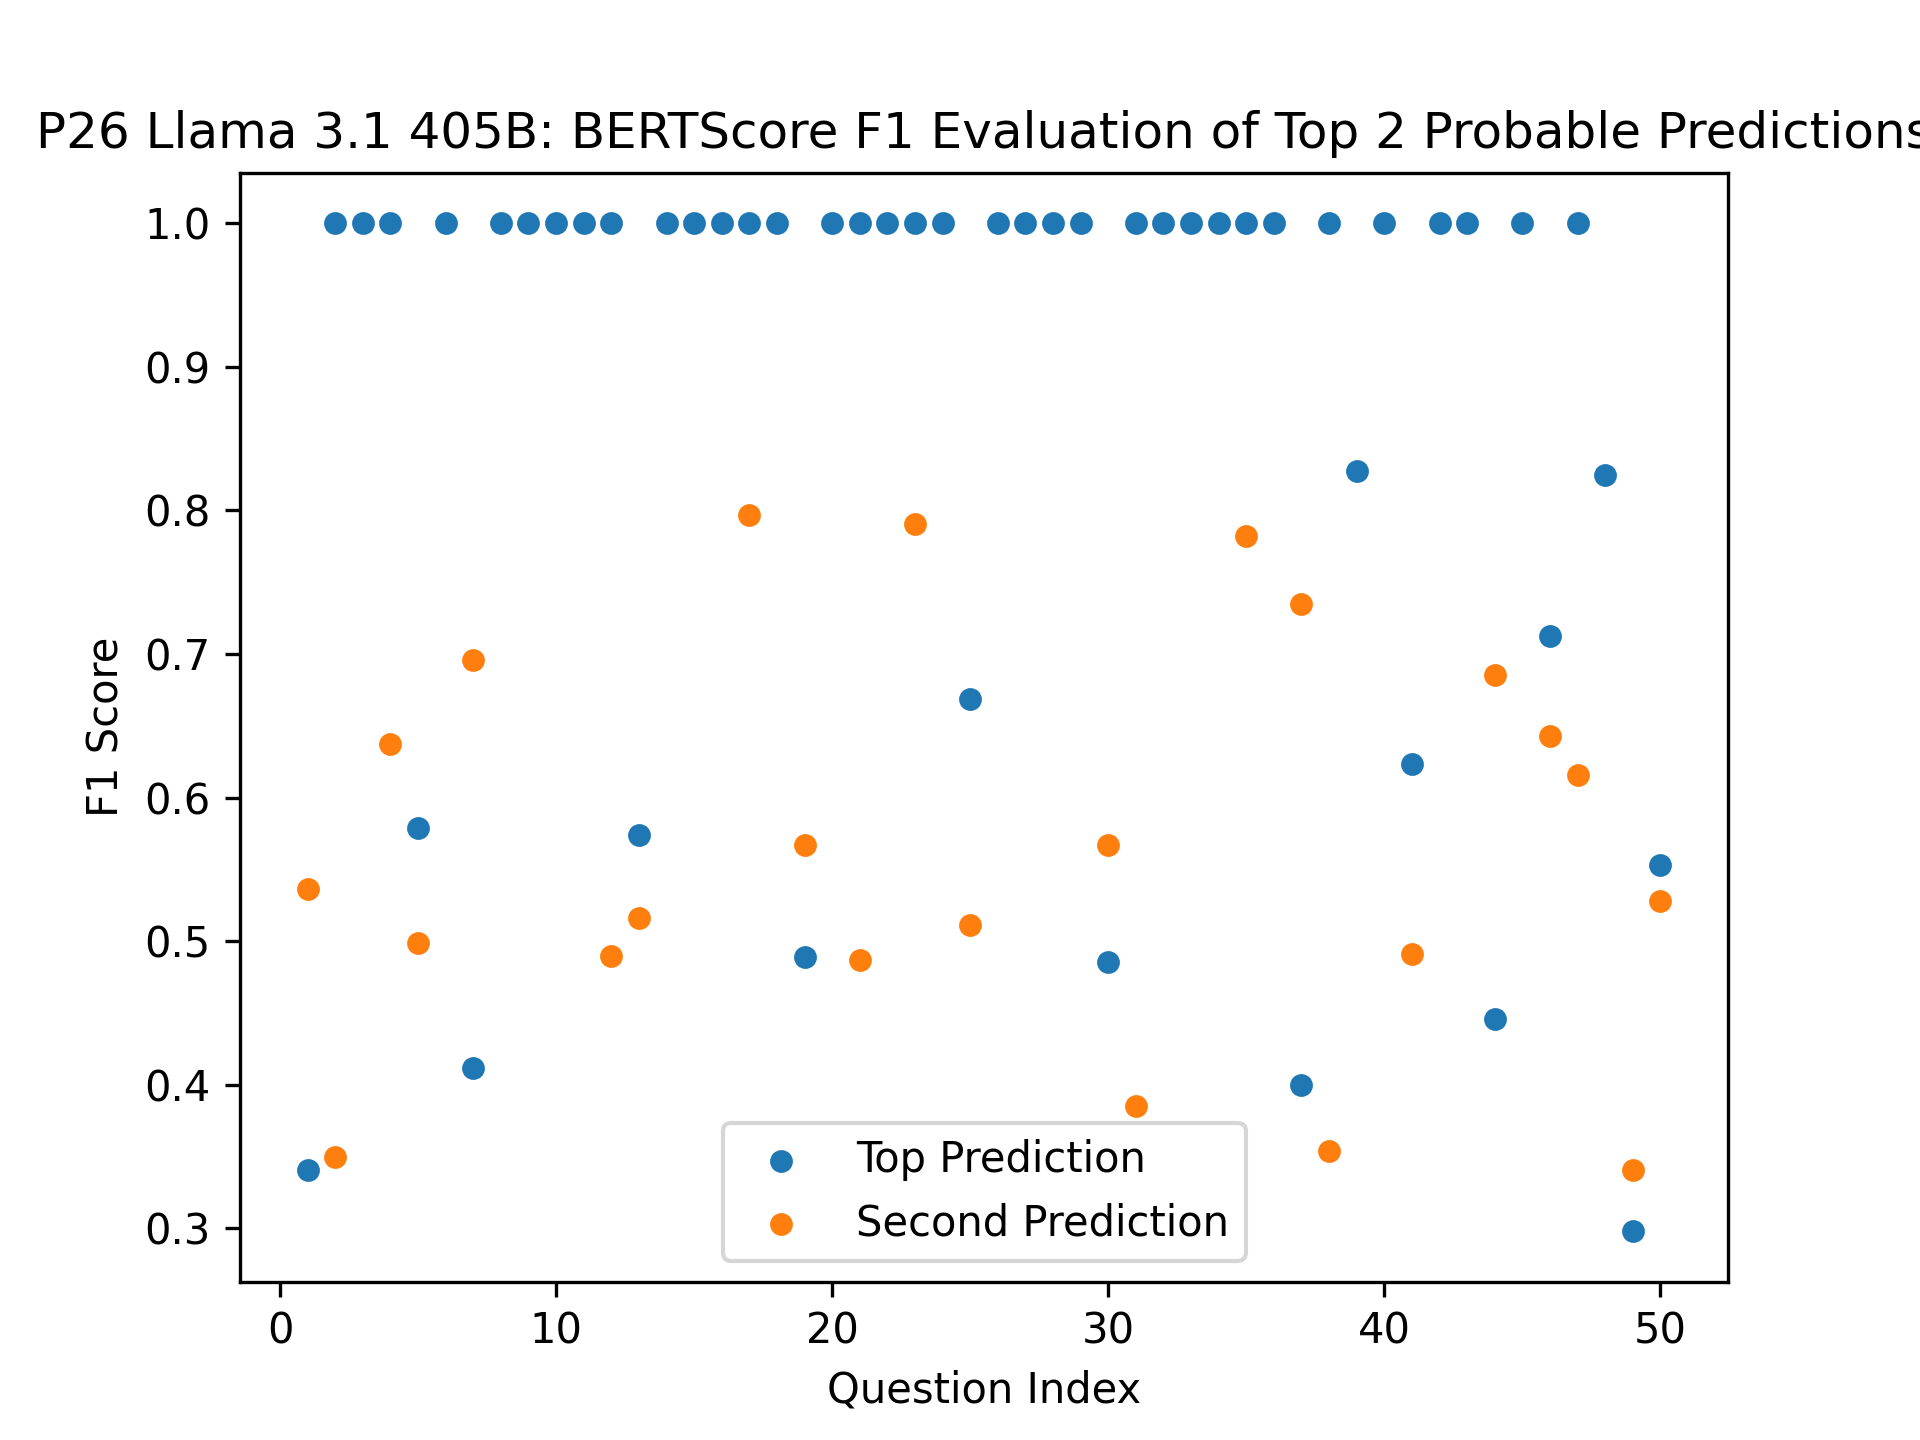 P26 Llama 3.1 405B: BERTScore F1 Evaluation of Top 2 Probable Predictions
1.0
0.9
0.8
0.7
0.6
0.5
0.4
0.3
F1 Score
Top Prediction
Second Prediction
0 10 20 30 40 50
Question Index